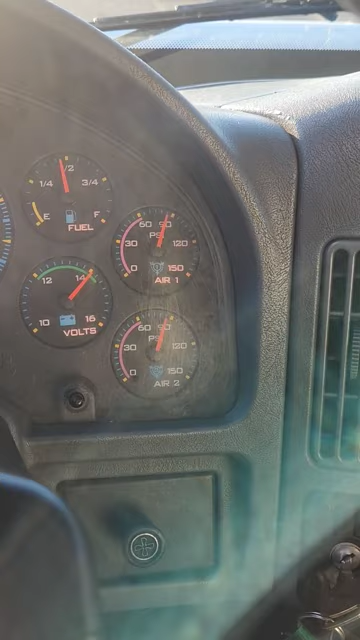 1/2
1/4 3/4
E F
FUEL
60 90
PSI
30 120
0 150
AIR 1
12 14
10 16
VOLTS
60 90
PSI
30 120
0 150
AIR 2